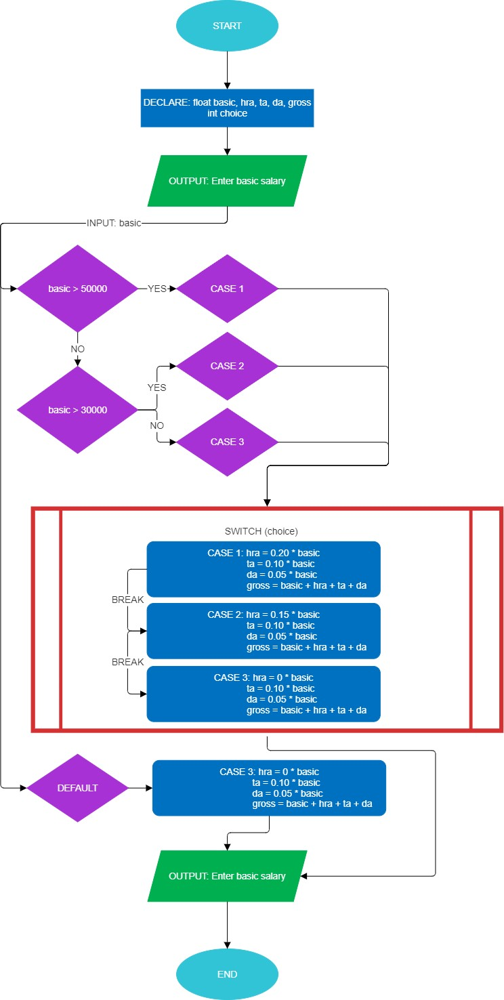 START
DECLARE: float basic, hra, ta, da, gross
int choice
OUTPUT: Enter basic salary
INPUT: basic
basic > 50000
YES
CASE 1
NO
CASE 2
YES
basic > 30000
NO
CASE 3
SWITCH (choice)
CASE 1: hra = 0.20 * basic
ta = 0.10 * basic
da = 0.05 * basic
gross = basic + hra + ta + da
BREAK
CASE 2: hra = 0.15 * basic
ta = 0.10 * basic
da = 0.05 * basic
gross = basic + hra + ta + da
BREAK
CASE 3: hra = 0 * basic
ta = 0.10 * basic
da = 0.05 * basic
gross = basic + hra + ta + da
DEFAULT
CASE 3: hra = 0 * basic
ta = 0.10 * basic
da = 0.05 * basic
gross = basic + hra + ta + da
OUTPUT: Enter basic salary
END